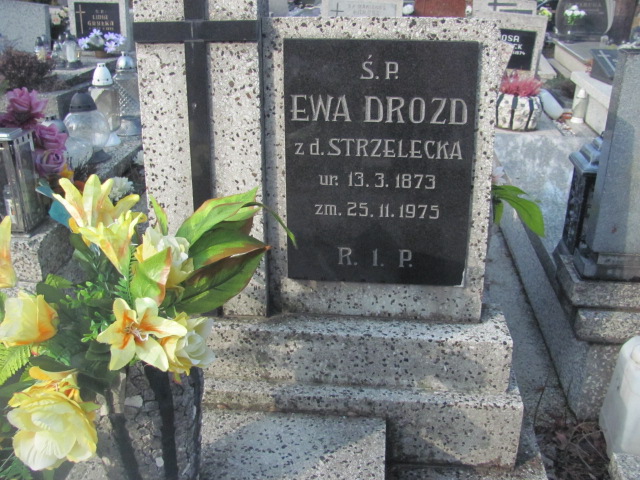 Ś.P.
EWA DROZD
z d. STRZELECKA
ur. 13.3.1873
zm. 25.11.1975
R.I.P.